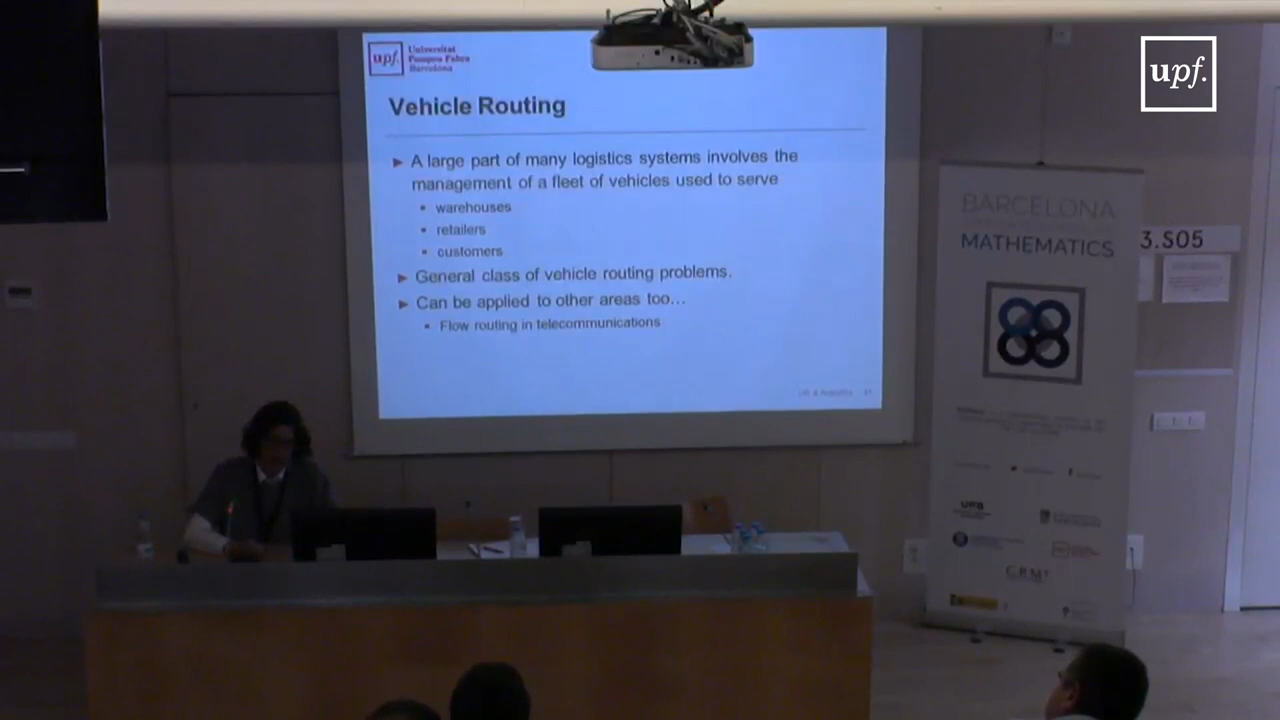 upf.
Universitat
Pompeu Fabra
Barcelona
upf.
Vehicle Routing
► A large part of many logistics systems involves the
management of a fleet of vehicles used to serve
▪ warehouses
▪ retailers
▪ customers
► General class of vehicle routing problems.
► Can be applied to other areas too…
▪ Flow routing in telecommunications
BARCELONA
MATHEMATICS
3.S05
UPB
CRM